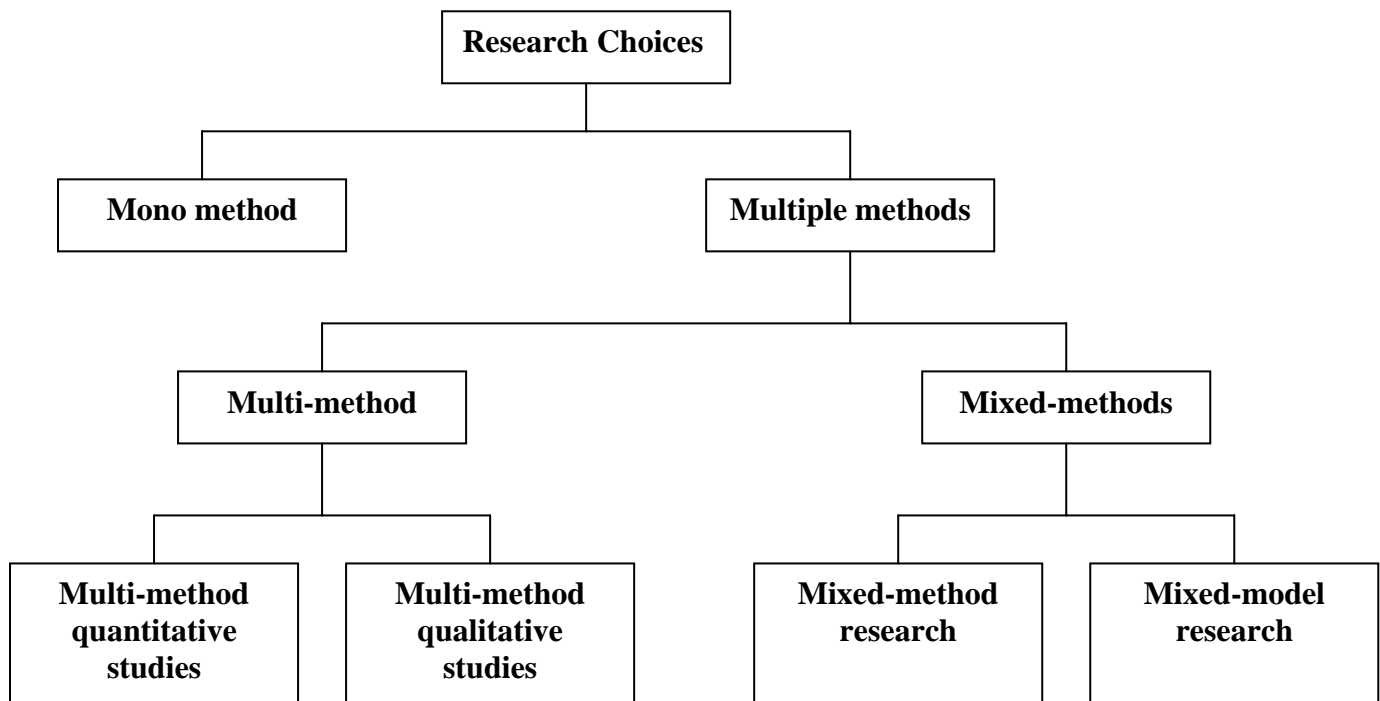 Research Choices
Mono method
Multiple methods
Multi-method
Mixed-methods
Multi-method
quantitative
studies
Multi-method
qualitative
studies
Mixed-method
research
Mixed-model
research